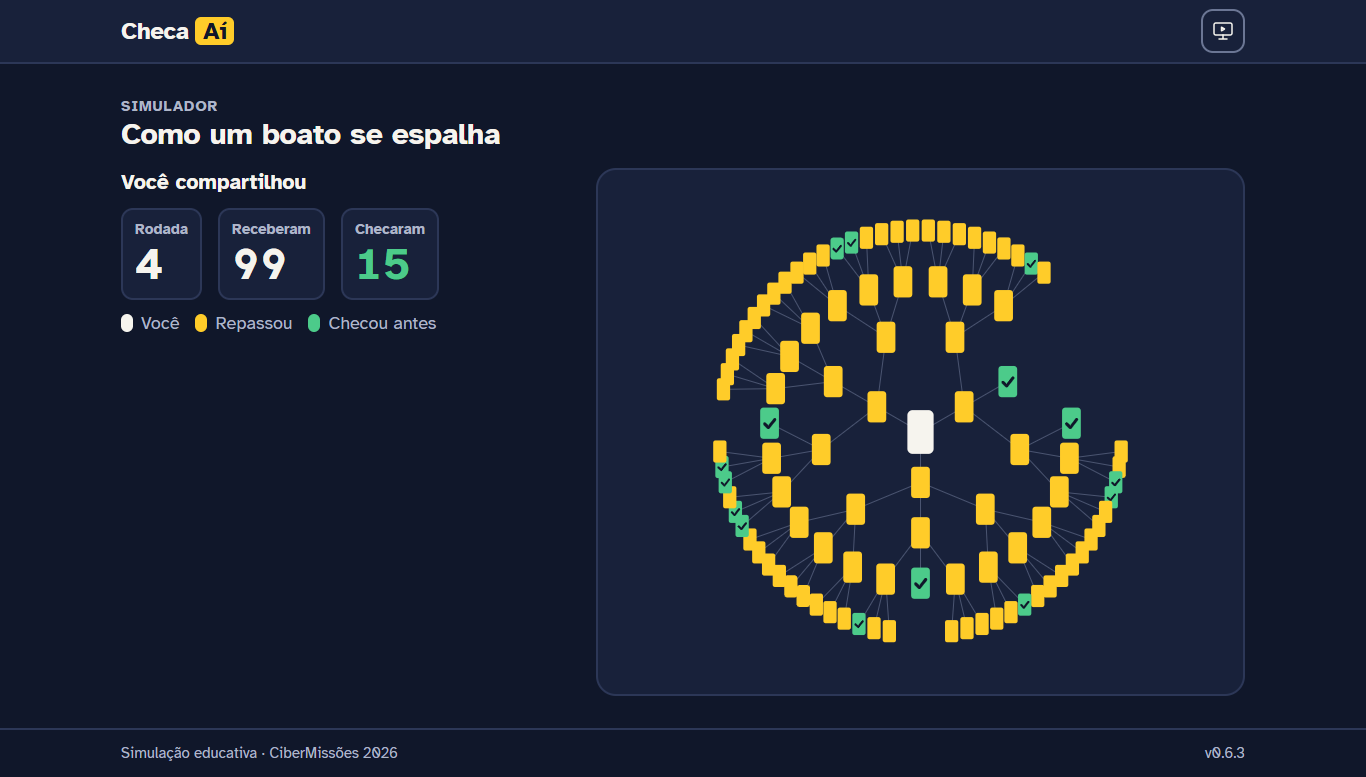 Checa Aí
SIMULADOR
Como um boato se espalha
Você compartilhou
Rodada Receberam Checaram
4 99 15
Você Repassou Checou antes
Simulação educativa · CiberMissões 2026 v0.6.3